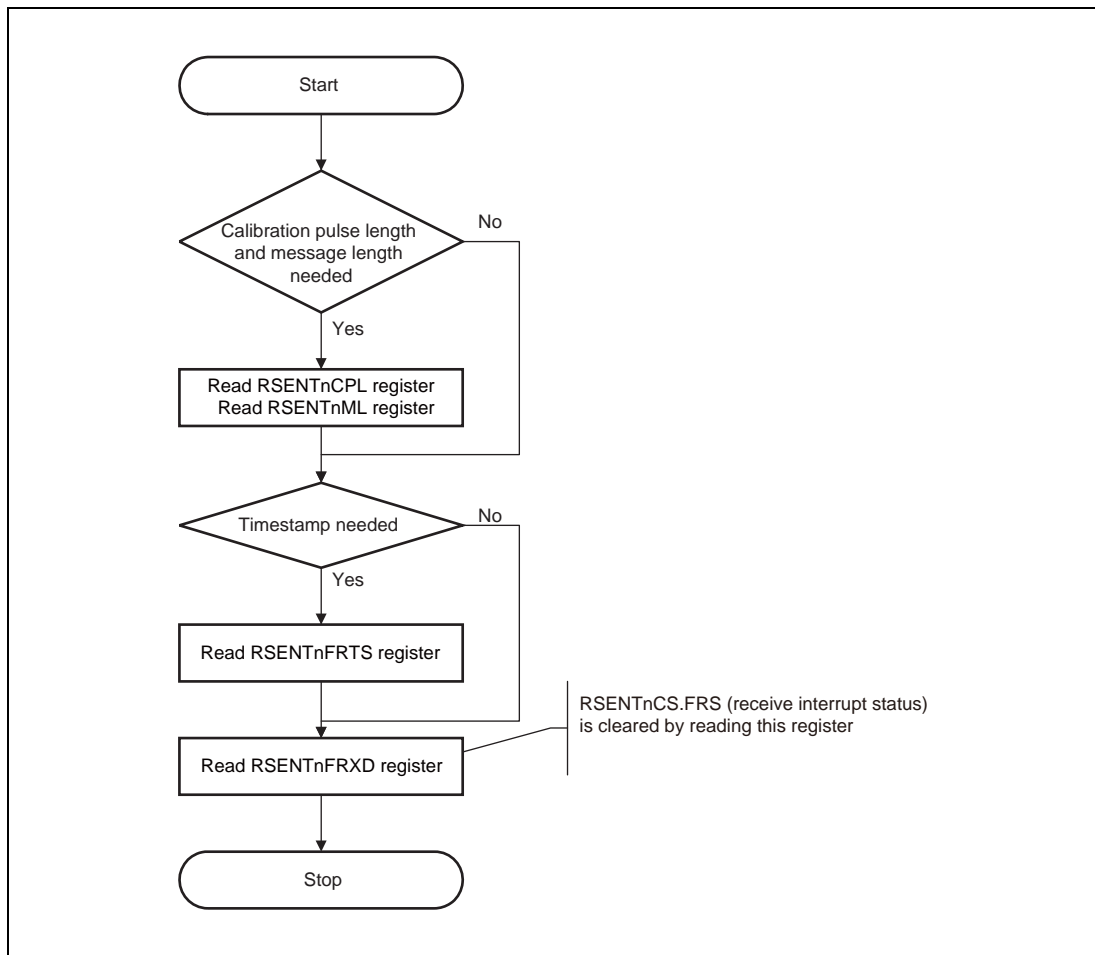 Start
Calibration pulse length
and message length
needed
No
Yes
Read RSENTnCPL register
Read RSENTnML register
Timestamp needed
No
Yes
Read RSENTnFRTS register
RSENTnCS.FRS (receive interrupt status)
is cleared by reading this register
Read RSENTnFRXD register
Stop